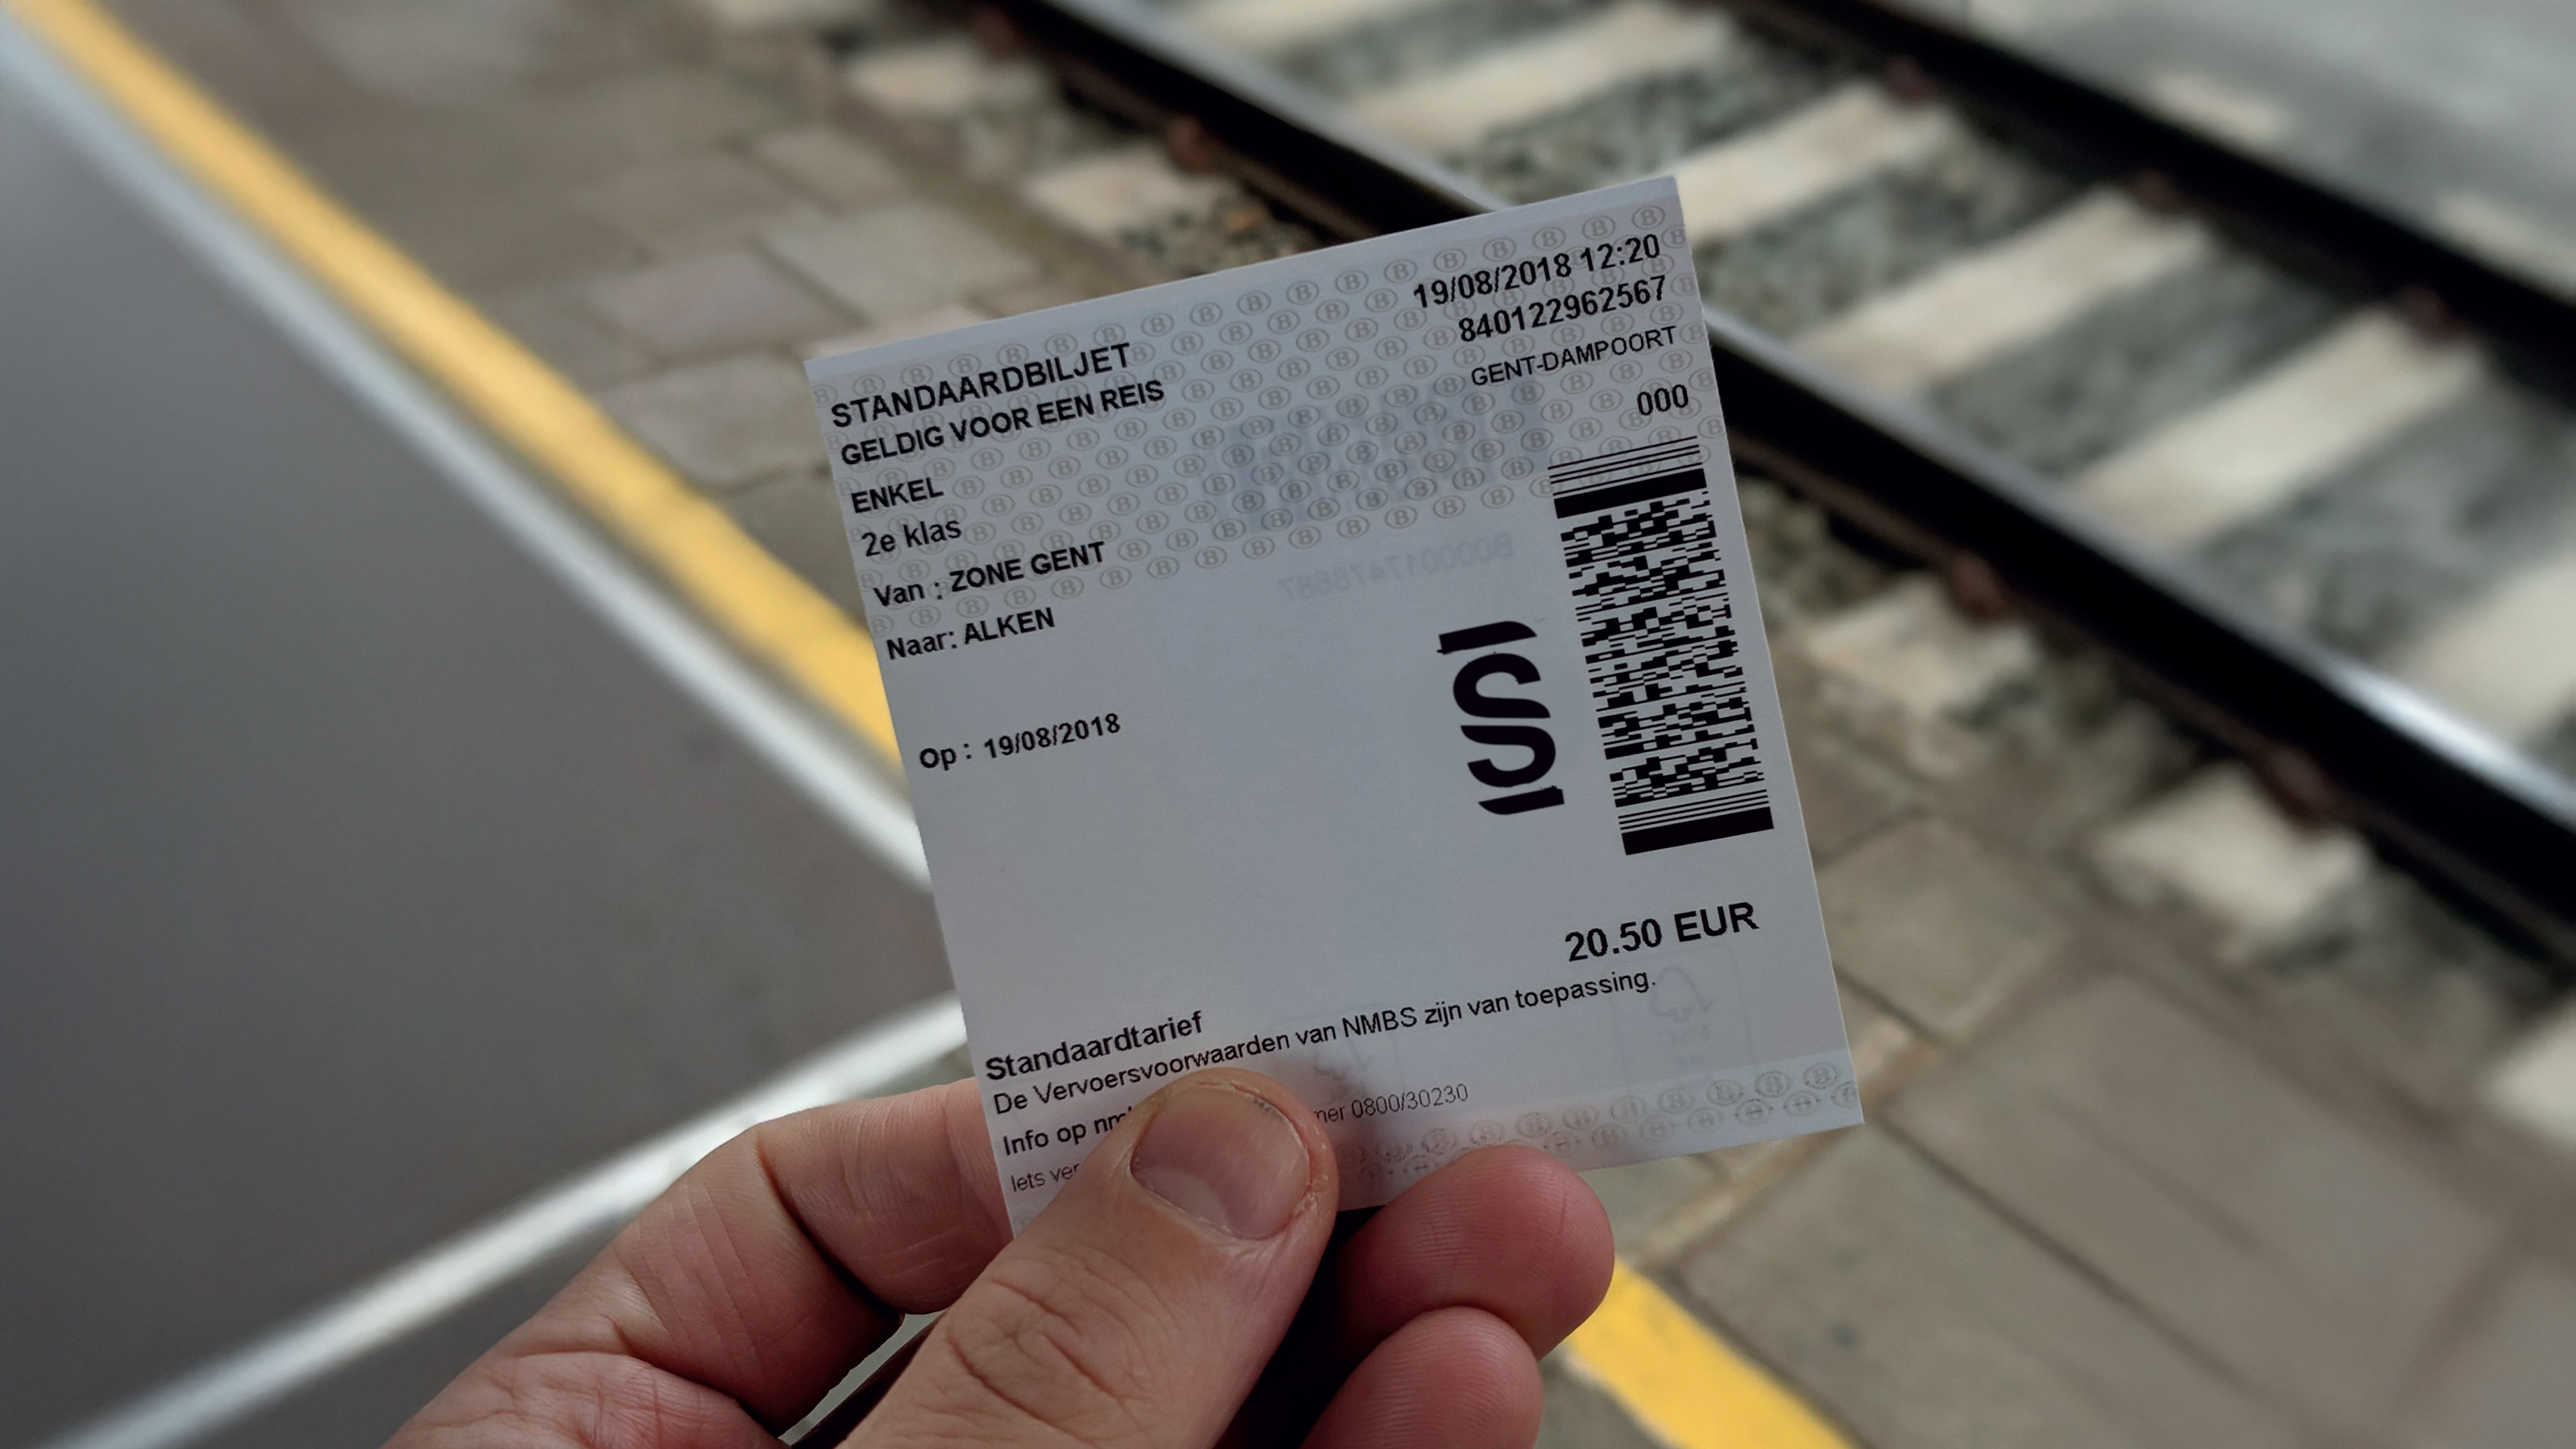 19/08/2018 12:20
840122962567
GENT-DAMPOORT
000
STANDAARDBILJET
GELDIG VOOR EEN REIS
ENKEL
2e klas
Van : ZONE GENT
Naar: ALKEN
Op : 19/08/2018
20.50 EUR
Standaardtarief
De Vervoersvoorwaarden van NMBS zijn van toepassing.
Info op 0800/30230
Iets